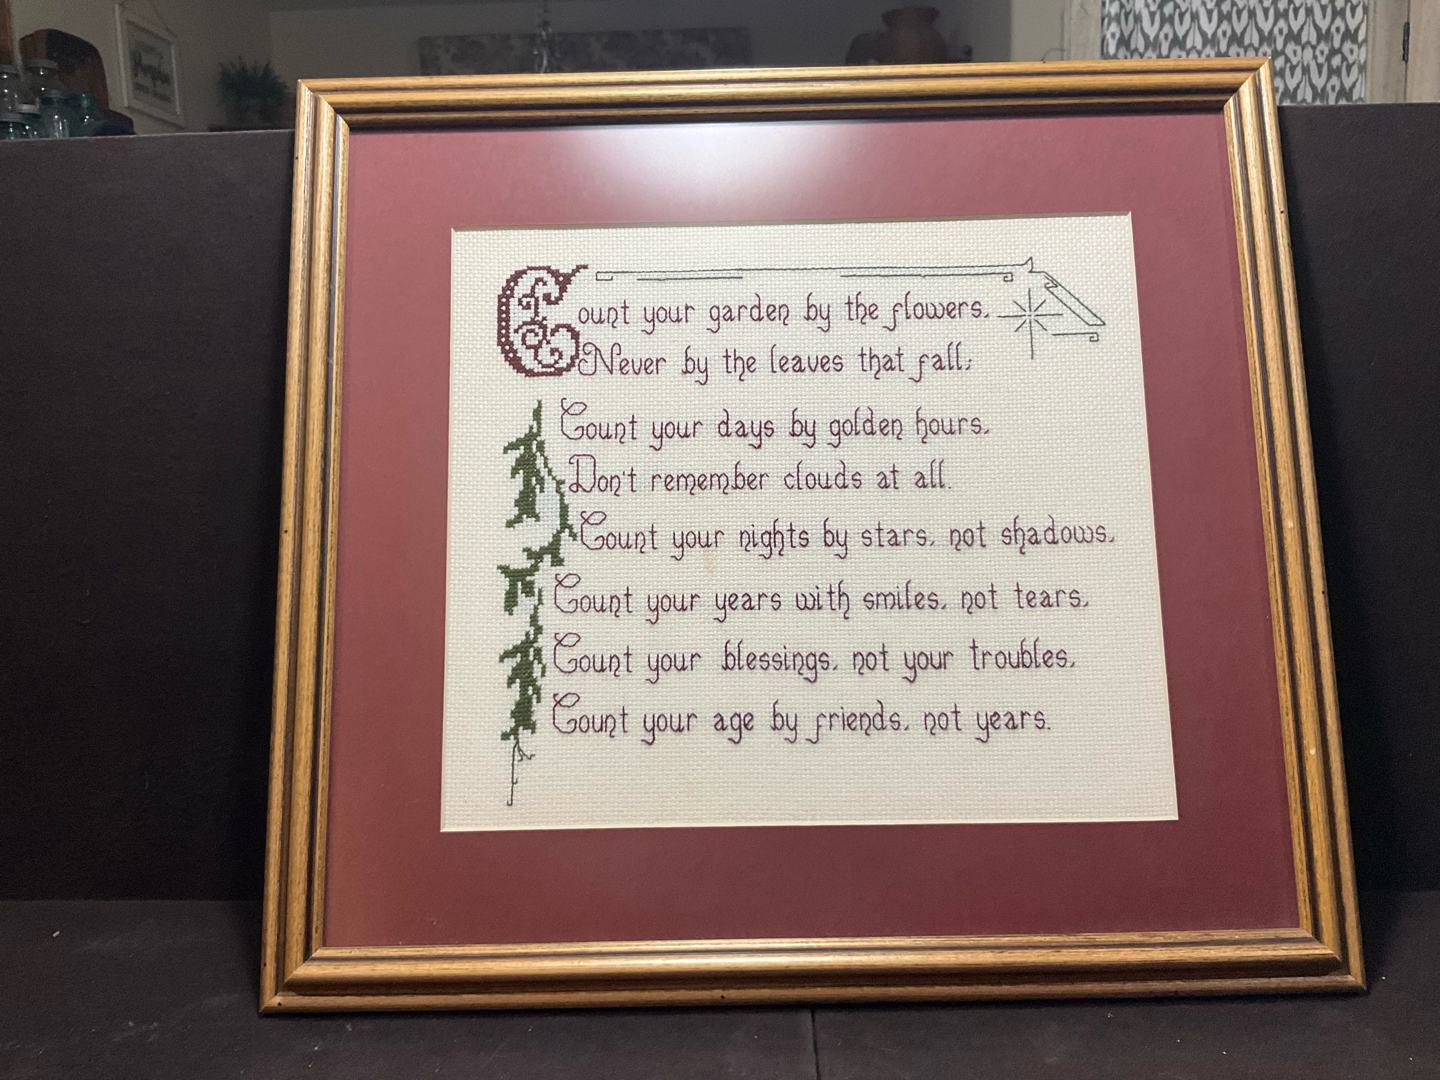 Count your garden by the flowers,
Never by the leaves that fall;
Count your days by golden hours,
Don't remember clouds at all.
Count your nights by stars, not shadows,
Count your years with smiles, not tears,
Count your blessings, not your troubles,
Count your age by friends, not years.